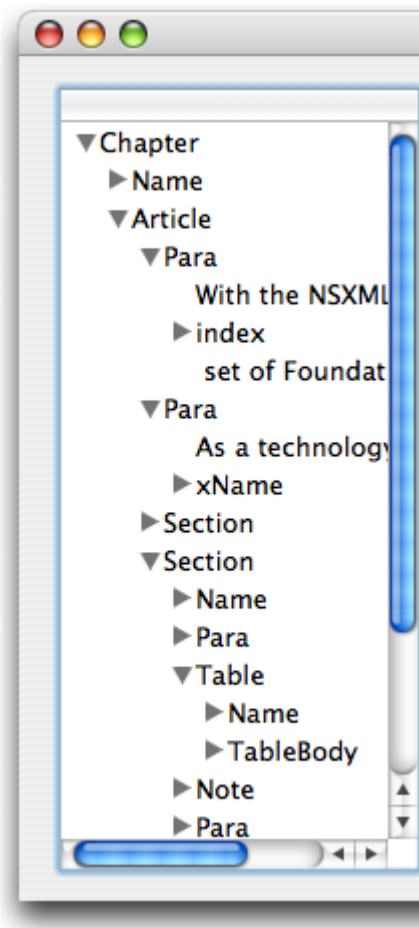 Chapter
Name
Article
Para
With the NSXML
index
set of Foundat
Para
As a technology
xName
Section
Section
Name
Para
Table
Name
TableBody
Note
Para